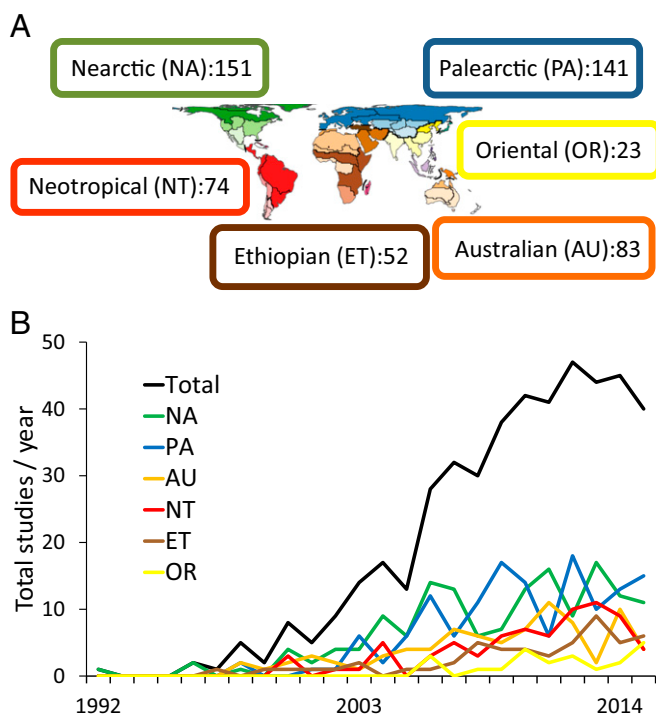 A
Nearctic (NA):151
Palearctic (PA):141
Oriental (OR):23
Neotropical (NT):74
Ethiopian (ET):52
Australian (AU):83
B
Total studies / year
50
40
30
20
10
0
Total
NA
PA
AU
NT
ET
OR
1992
2003
2014